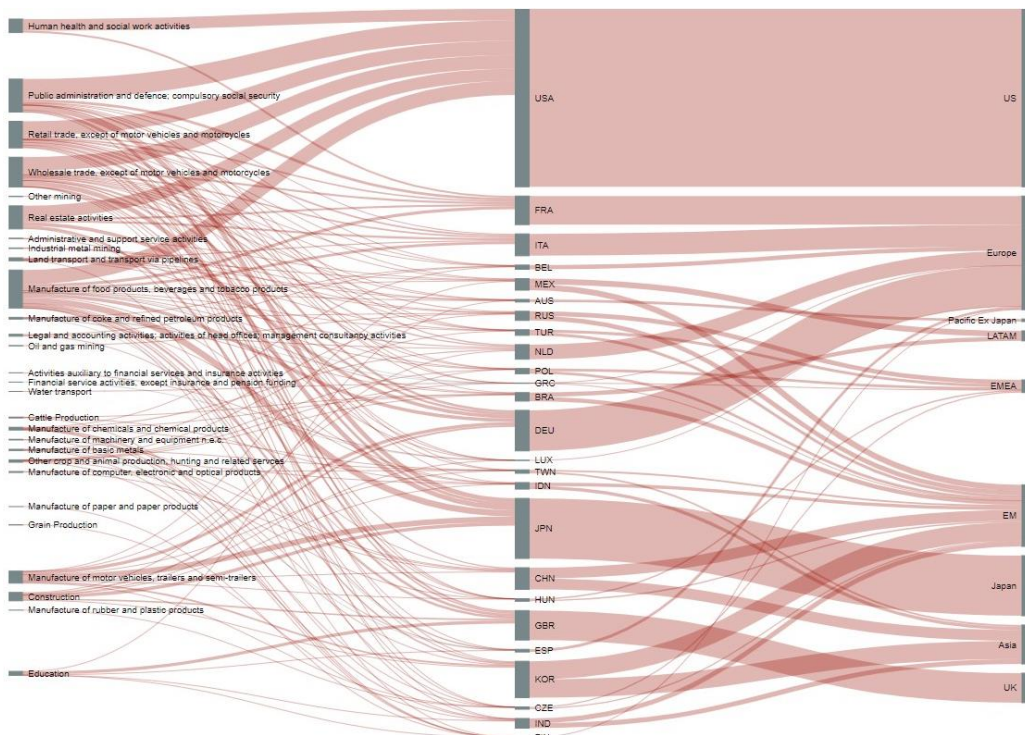 Human health and social work activities
Public administration and defence; compulsory social security
Retail trade, except of motor vehicles and motorcycles
Wholesale trade, except of motor vehicles and motorcycles
Other mining
Real estate activities
Administrative and support service activities
Industrial metal mining
Land transport and transport via pipelines
Manufacture of food products, beverages and tobacco products
Manufacture of coke and refined petroleum products
Legal and accounting activities; activities of head offices; management consultancy activities
Oil and gas mining
Activities auxiliary to financial services and insurance activities
Financial service activities, except insurance and pension funding
Water transport
Cattle Production
Manufacture of chemicals and chemical products
Manufacture of machinery and equipment n.e.c.
Manufacture of basic metals
Other crop and animal production, hunting and related services
Manufacture of computer, electronic and optical products
Manufacture of paper and paper products
Grain Production
Manufacture of motor vehicles, trailers and semi-trailers
Construction
Manufacture of rubber and plastic products
Education
USA
FRA
ITA
BEL
MEX
AUS
RUS
TUR
NLD
POL
GRC
BRA
DEU
LUX
TWN
IDN
JPN
CHN
HUN
GBR
ESP
KOR
CZE
IND
US
Europe
Pacific Ex Japan
LATAM
EMEA
EM
Japan
Asia
UK